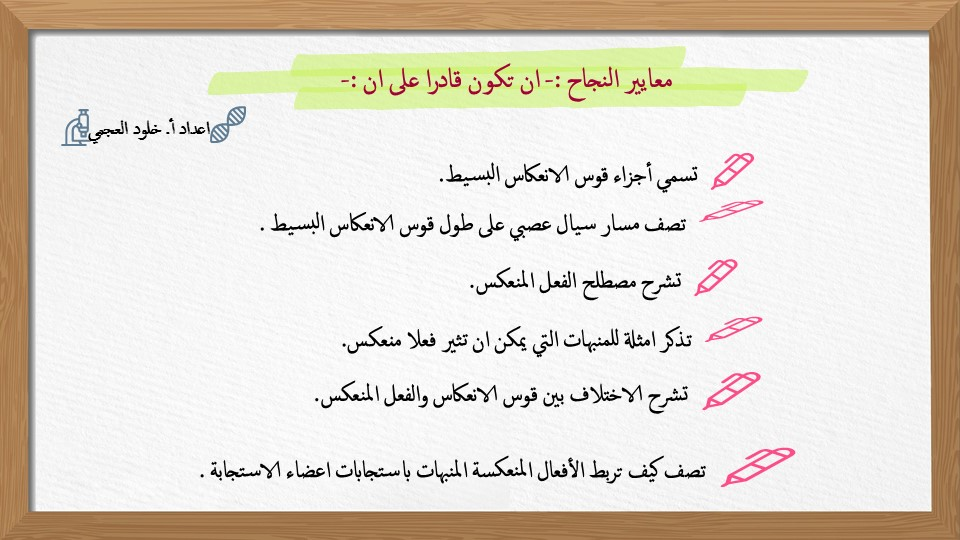 معايير النجاح :- ان تكون قادرا على ان :-
اعداد أ. خلود العجمي
تسمي أجزاء قوس الانعكاس البسيط.
تصف مسار سيال عصبي على طول قوس الانعكاس البسيط .
تشرح مصطلح الفعل المنعكس.
تذكر امثلة للمنبهات التي يمكن ان تثير فعلا منعكس.
تشرح الاختلاف بين قوس الانعكاس والفعل المنعكس.
تصف كيف تربط الأفعال المنعكسة المنبهات باستجابات اعضاء الاستجابة .